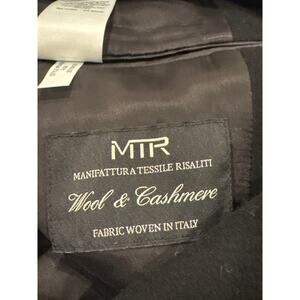 MTR
MANIFATTURA TESSILE RISALITI
Wool & Cashmere
FABRIC WOVEN IN ITALY